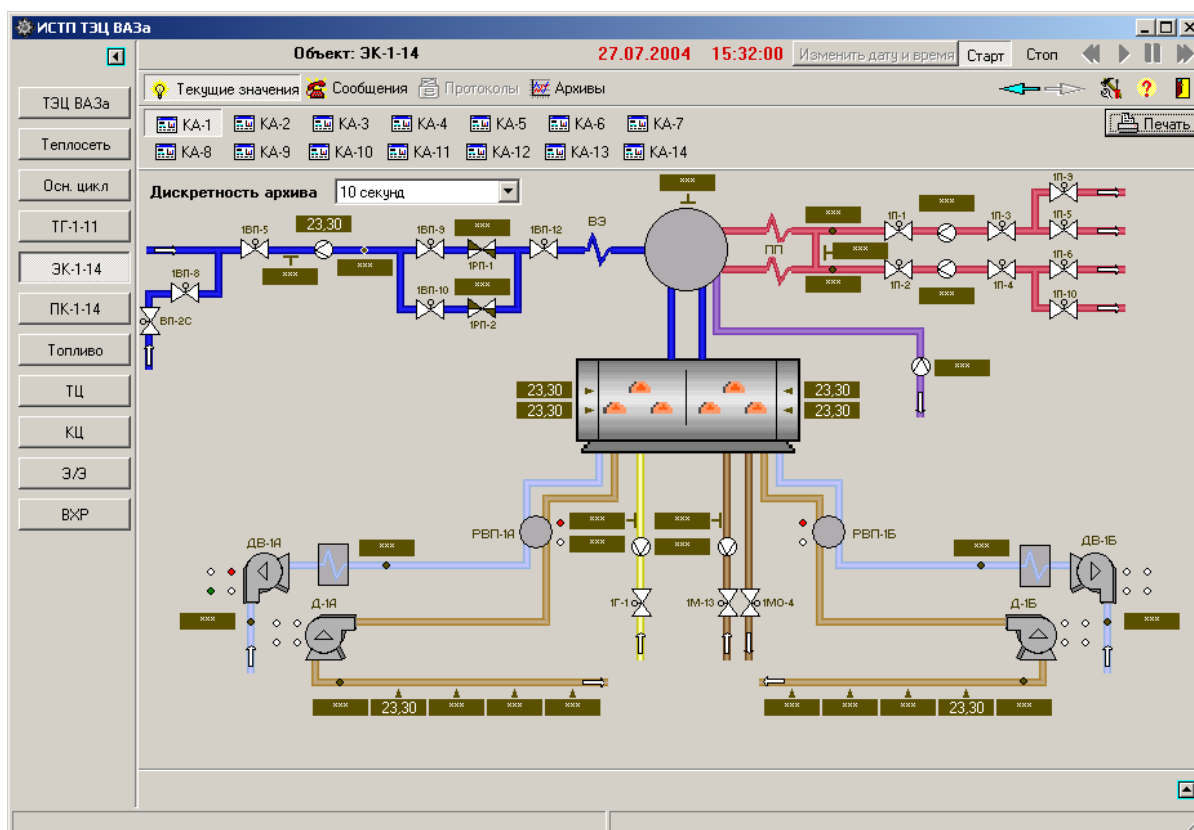 ИСТП ТЭЦ ВАЗа
Объект: ЭК-1-14 27.07.2004 15:32:00 Изменить дату и время Старт Стоп
Текущие значения Сообщения Протоколы Архивы ?
КА-1 КА-2 КА-3 КА-4 КА-5 КА-6 КА-7 Печать
КА-8 КА-9 КА-10 КА-11 КА-12 КА-13 КА-14
ТЭЦ ВАЗа
Теплосеть
Осн. цикл
ТГ-1-11
ЭК-1-14
ПК-1-14
Топливо
ТЦ
КЦ
Э/Э
ВХР
Дискретность архива 10 секунд
*** 1П-9
1ВП-5 23,30 1ВП-9 *** 1ВП-12 ВЭ *** 1П-1 *** 1П-3 1П-5
*** *** 1РП-1 ПП ***
1ВП-8 1ВП-10 *** *** 1П-2 *** 1П-4 1П-6
ВП-2С 1РП-2 1П-10
***
23,30 23,30
23,30 23,30
РВП-1А *** *** РВП-1Б
*** ***
ДВ-1А *** *** ДВ-1Б
Д-1А 1Г-1 1М-13 1МО-4 Д-1Б
*** ***
*** 23,30 *** *** *** *** *** *** 23,30 ***